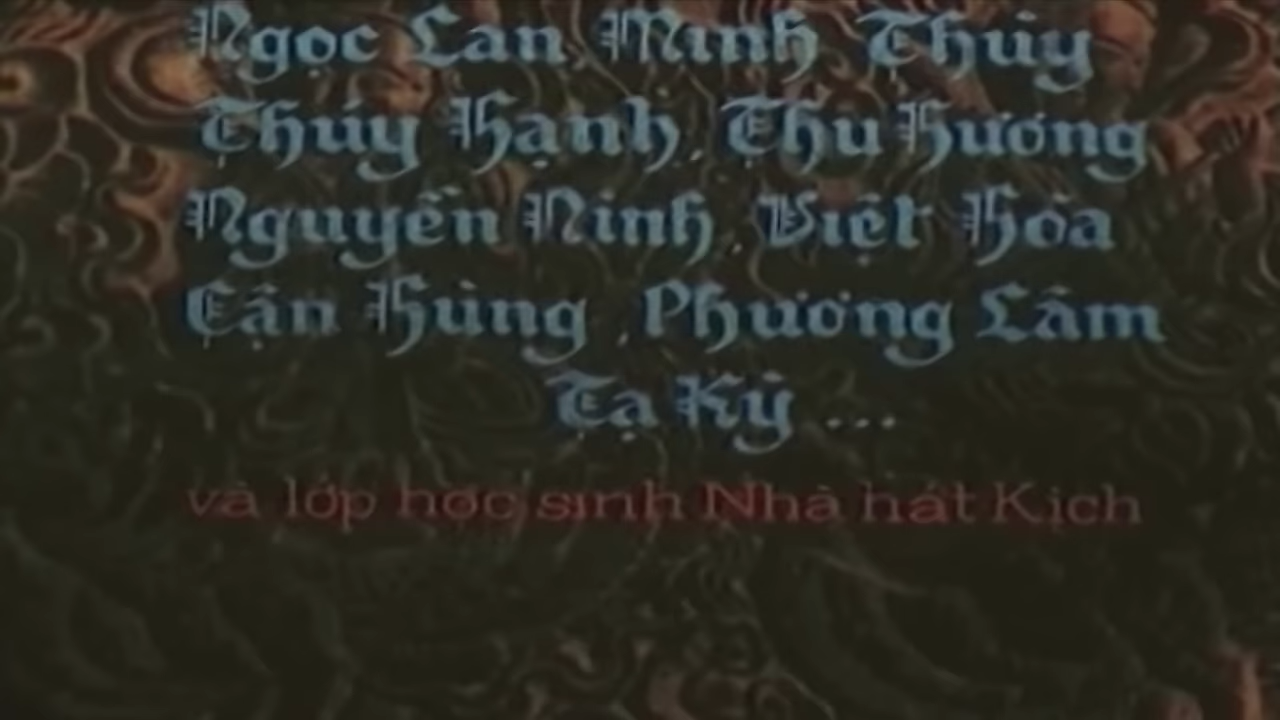 Ngọc Lan, Minh Thủy
Thúy Hạnh, Thu Hương
Nguyễn Ninh, Việt Hòa
Cận Hùng, Phương Lâm
Tạ Kỷ ...
và lớp học sinh Nhà hát Kịch